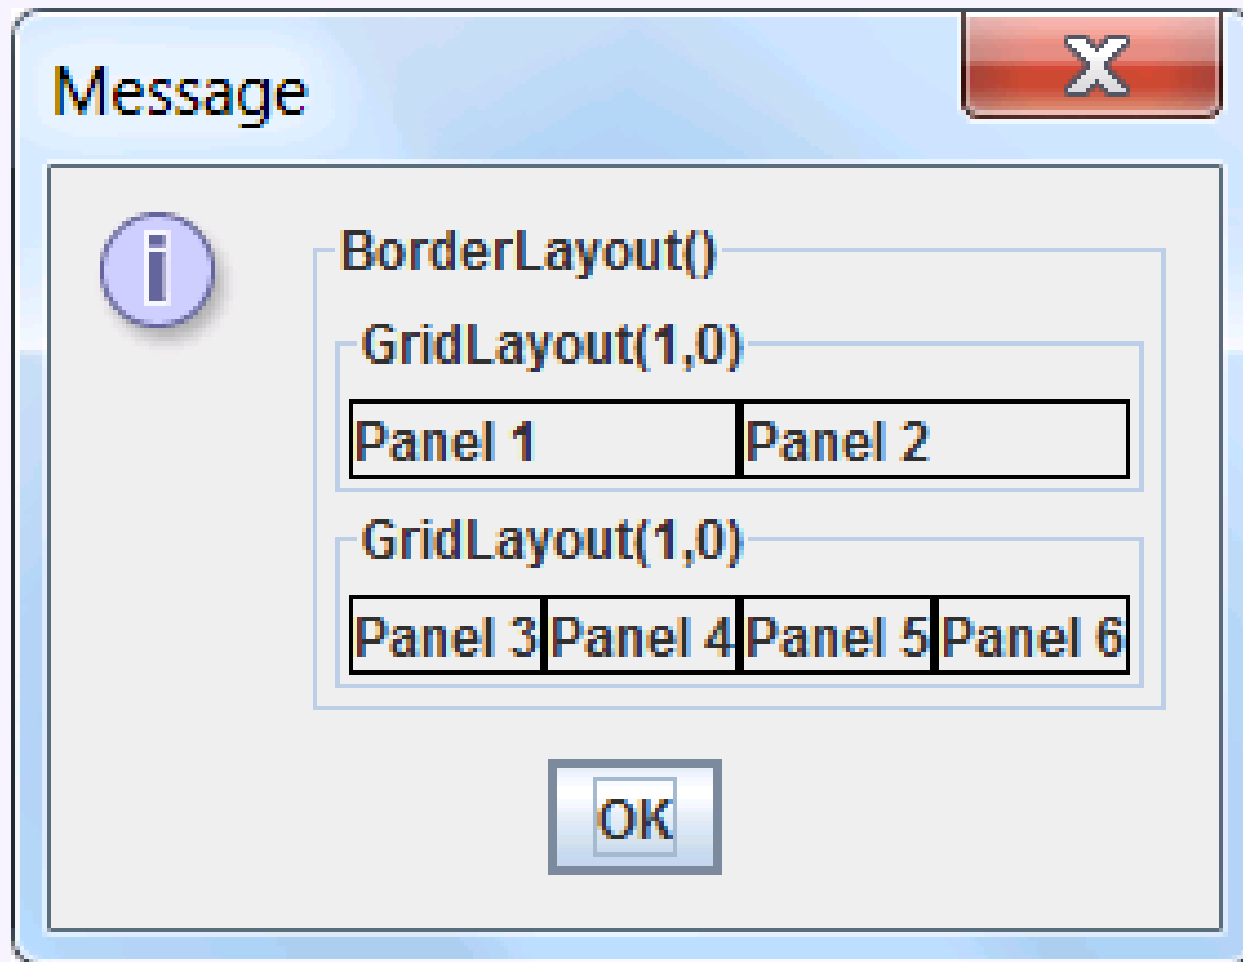 Message
BorderLayout()
GridLayout(1,0)
Panel 1 Panel 2
GridLayout(1,0)
Panel 3 Panel 4 Panel 5 Panel 6
OK